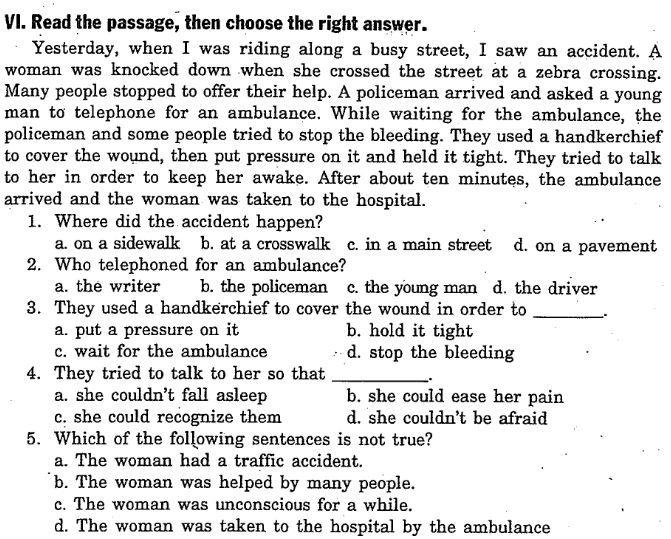 VI. Read the passage, then choose the right answer.
Yesterday, when I was riding along a busy street, I saw an accident. A
woman was knocked down when she crossed the street at a zebra crossing.
Many people stopped to offer their help. A policeman arrived and asked a young
man to telephone for an ambulance. While waiting for the ambulance, the
policeman and some people tried to stop the bleeding. They used a handkerchief
to cover the wound, then put pressure on it and held it tight. They tried to talk
to her in order to keep her awake. After about ten minutes, the ambulance
arrived and the woman was taken to the hospital.
1. Where did the accident happen?
a. on a sidewalk b. at a crosswalk c. in a main street d. on a pavement
2. Who telephoned for an ambulance?
a. the writer b. the policeman c. the young man d. the driver
3. They used a handkerchief to cover the wound in order to __________.
a. put a pressure on it b. hold it tight
c. wait for the ambulance d. stop the bleeding
4. They tried to talk to her so that __________.
a. she couldn't fall asleep b. she could ease her pain
c. she could recognize them d. she couldn't be afraid
5. Which of the following sentences is not true?
a. The woman had a traffic accident.
b. The woman was helped by many people.
c. The woman was unconscious for a while.
d. The woman was taken to the hospital by the ambulance